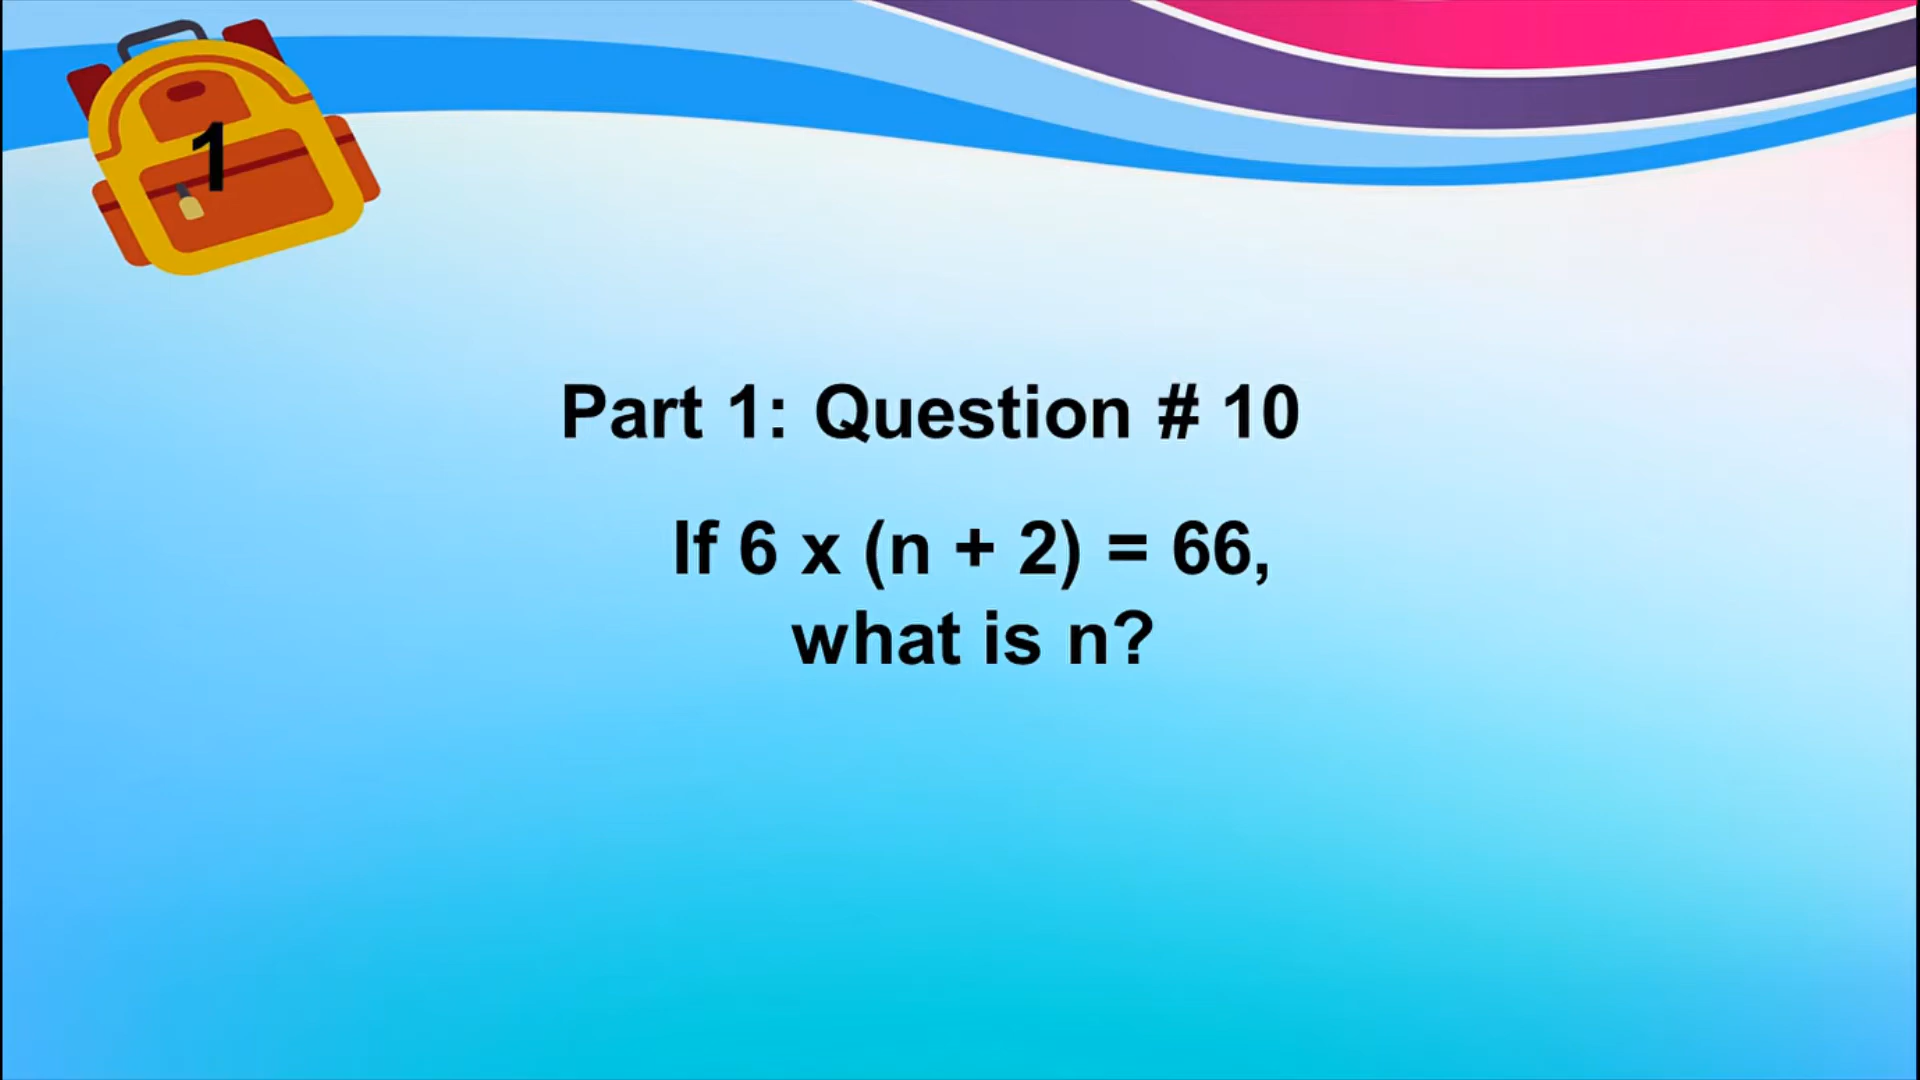 1
Part 1: Question # 10
If 6 x (n + 2) = 66,
what is n?